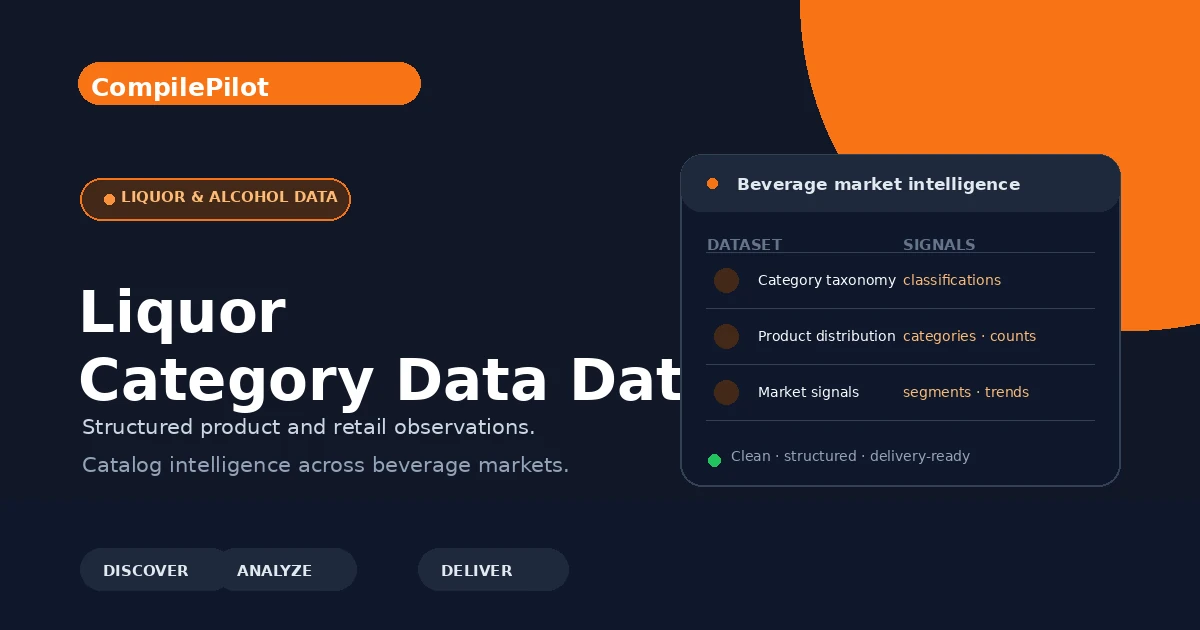 CompilePilot
LIQUOR & ALCOHOL DATA
Liquor
Category Data Dat
Structured product and retail observations.
Catalog intelligence across beverage markets.
DISCOVER ANALYZE DELIVER
Beverage market intelligence
DATASET SIGNALS
Category taxonomy classifications
Product distribution categories · counts
Market signals segments · trends
Clean · structured · delivery-ready